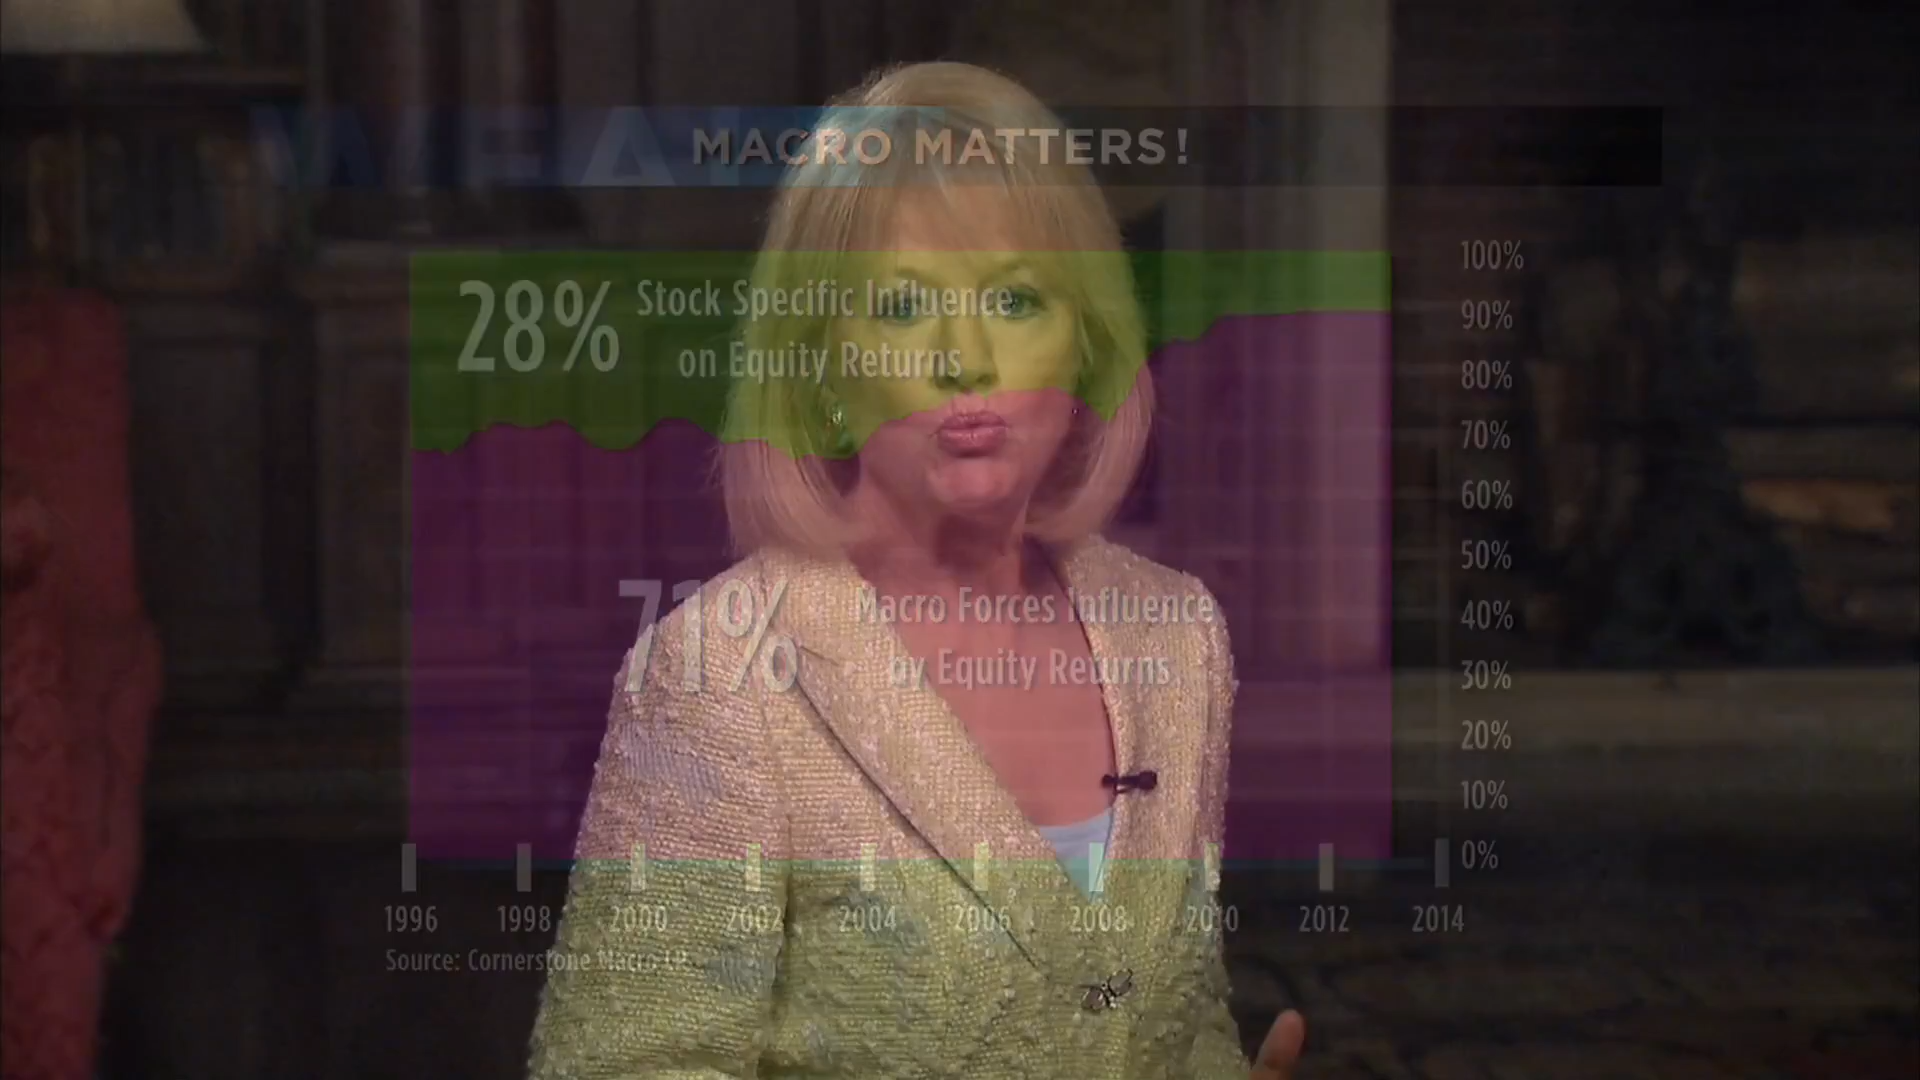 WEA
MACRO MATTERS!
28% Stock Specific Influence
on Equity Returns
71% Macro Forces Influence
by Equity Returns
100%
90%
80%
70%
60%
50%
40%
30%
20%
10%
0%
1996 1998 2000 2002 2004 2006 2008 2010 2012 2014
Source: Cornerstone Macro LP